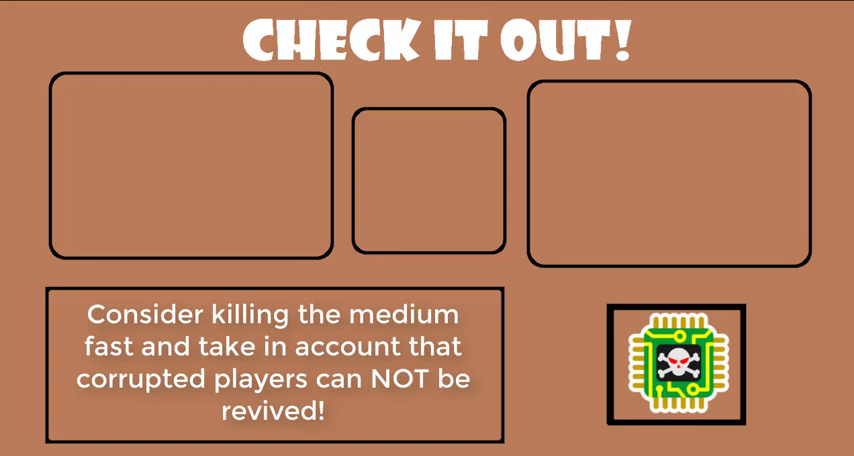 CHECK IT OUT!
Consider killing the medium
fast and take in account that
corrupted players can NOT be
revived!